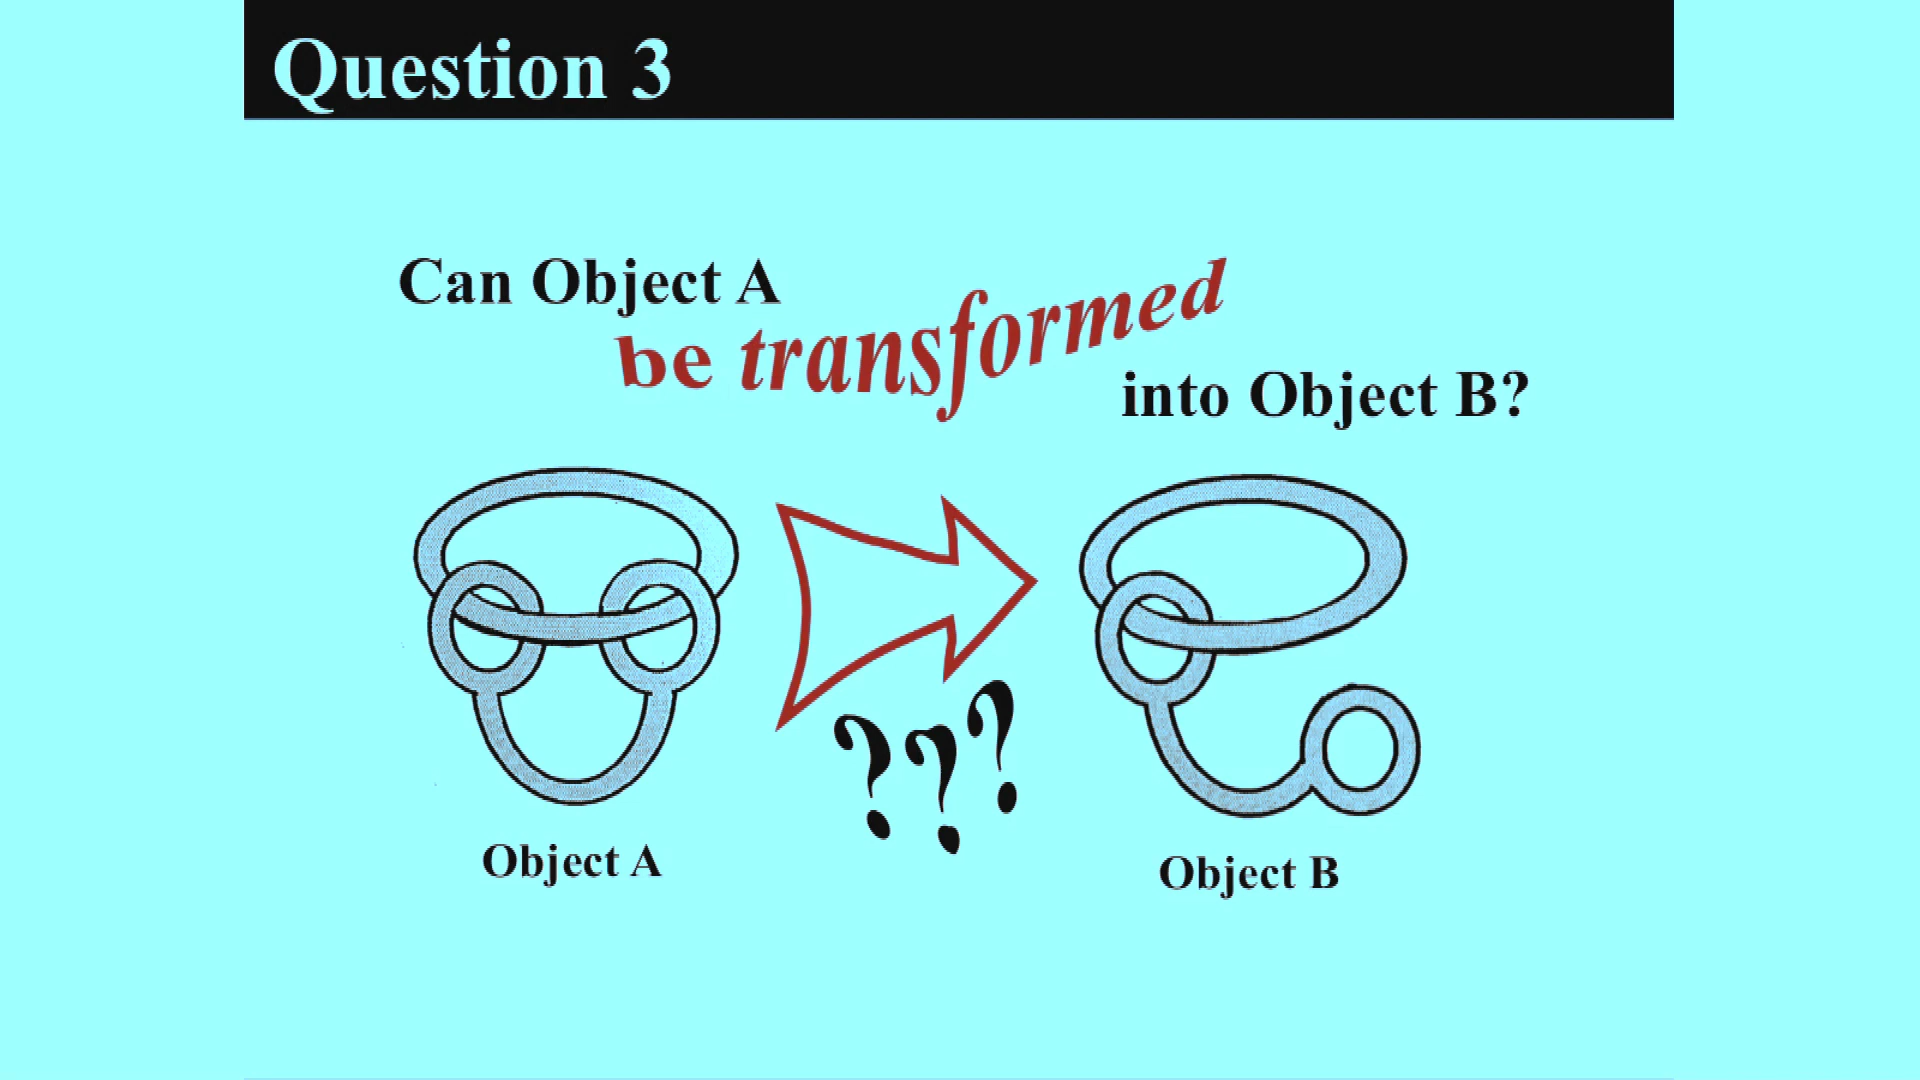 Question 3
Can Object A
be transformed
into Object B?
???
Object A
Object B